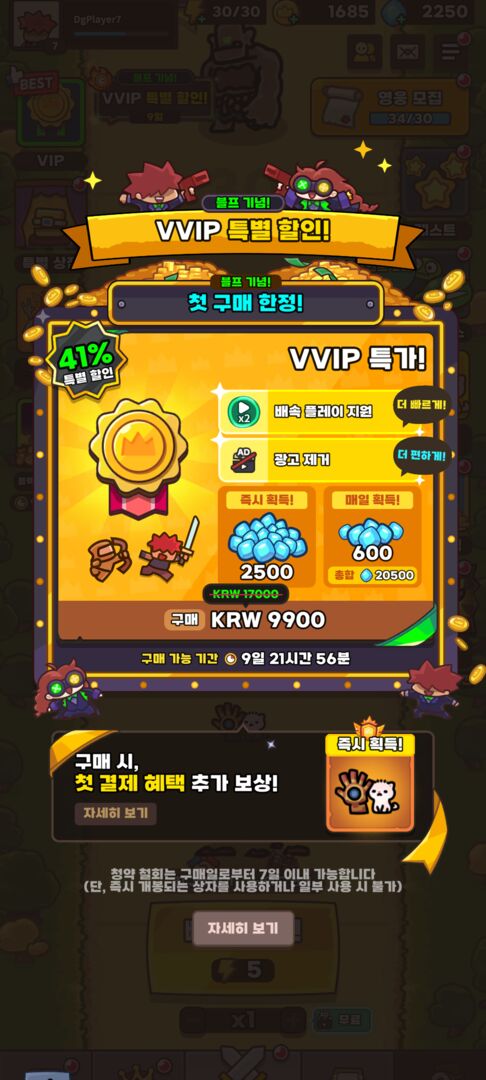 DgPlayer7
7
30/30
1685
2250
BEST
VIP
블프 기념!
VVIP 특별 할인!
9일
영웅 모집
34/30
블프 기념!
VVIP 특별 할인!
블프 기념!
첫 구매 한정!
41%
특별 할인
VVIP 특가!
x2
배속 플레이 지원
더 빠르게!
AD
광고 제거
더 편하게!
즉시 획득!
2500
매일 획득!
600
총합 20500
KRW 17000
구매 KRW 9900
구매 가능 기간 9일 21시간 56분
구매 시,
첫 결제 혜택 추가 보상!
자세히 보기
즉시 획득!
청약 철회는 구매일로부터 7일 이내 가능합니다
(단, 즉시 개봉되는 상자를 사용하거나 일부 사용 시 불가)
자세히 보기
5
x1
무료